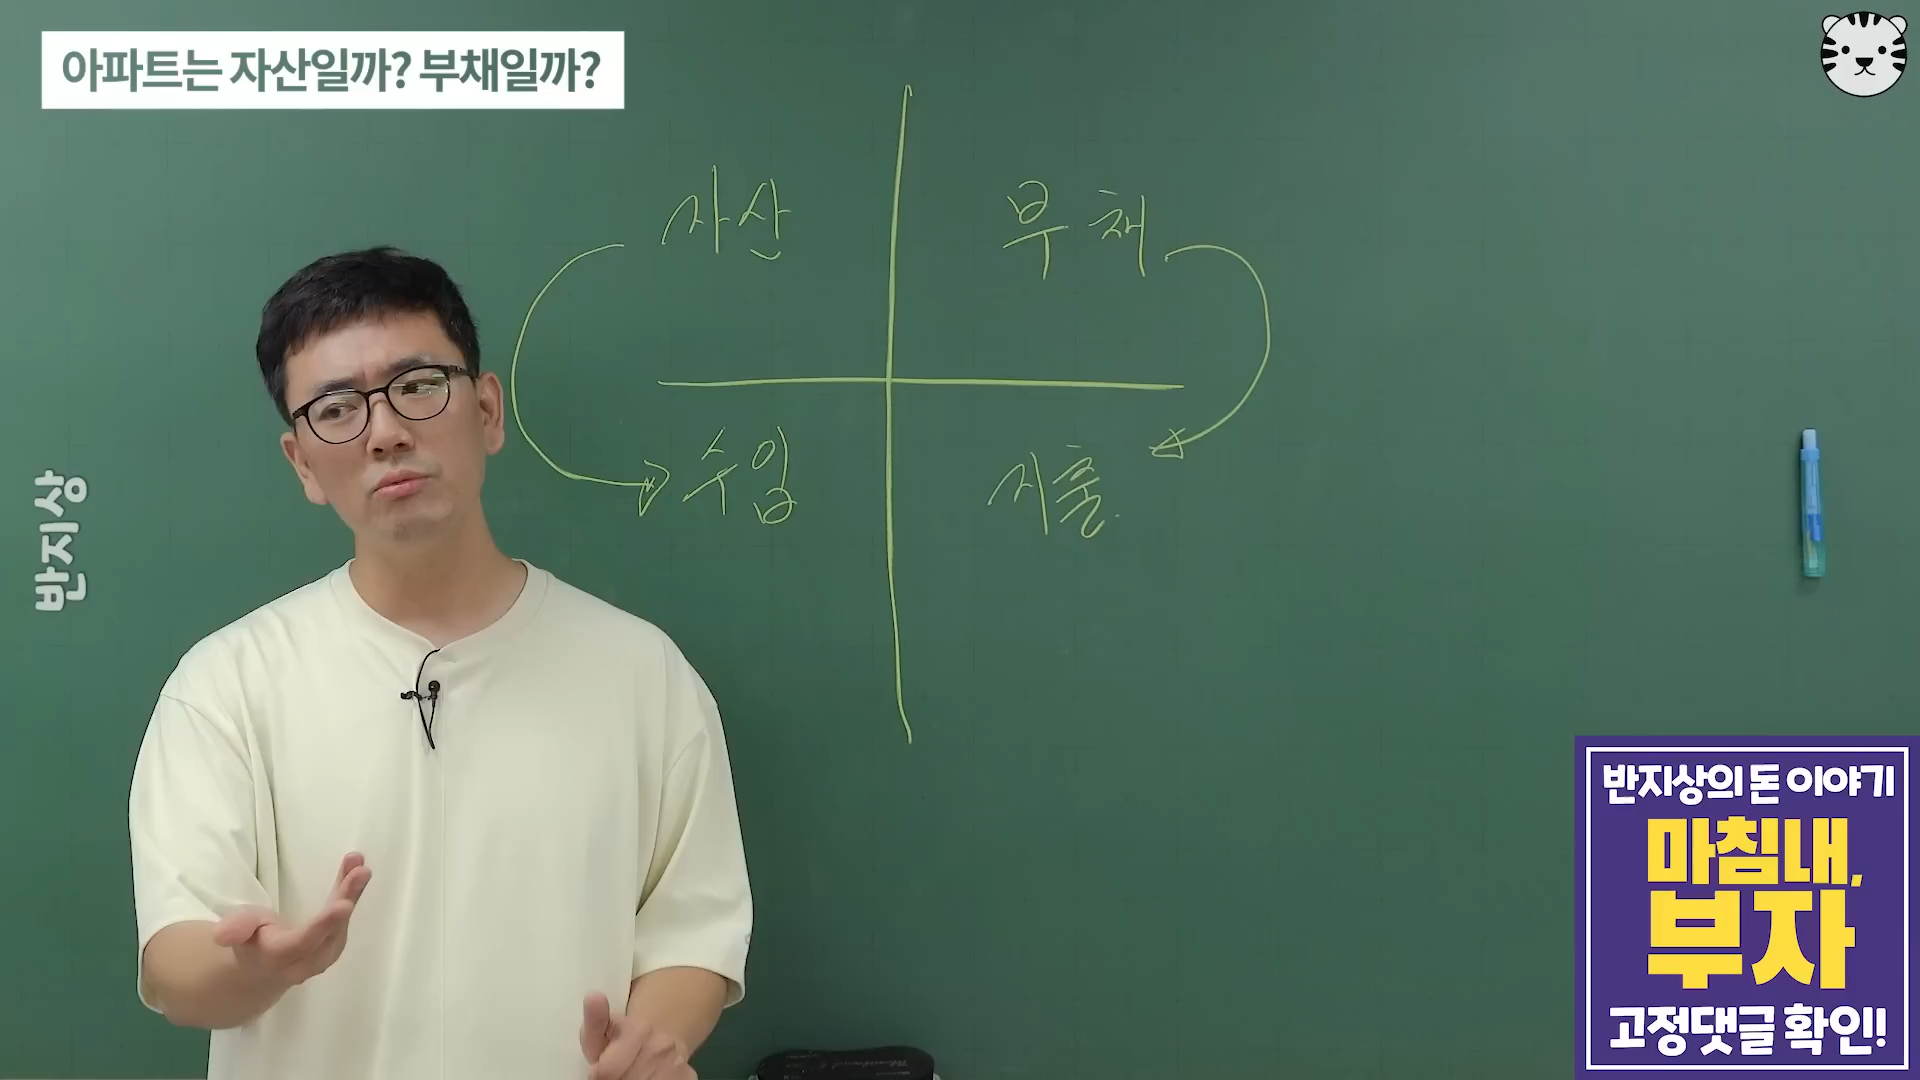 아파트는 자산일까? 부채일까?
자산
부채
수입
지출
반지상
반지상의 돈 이야기
마침내,
부자
고정댓글 확인!